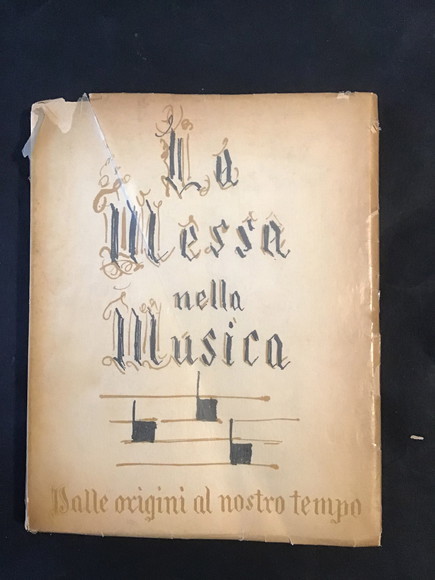 La
Messa
nella
Musica
Dalle origini al nostro tempo